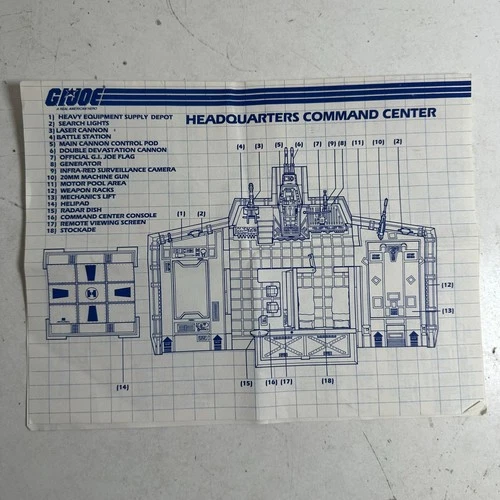 G.I. JOE
A REAL AMERICAN HERO
HEADQUARTERS COMMAND CENTER
1) HEAVY EQUIPMENT SUPPLY DEPOT
2) SEARCH LIGHTS
3) LASER CANNON
4) BATTLE STATION
5) MAIN CANNON CONTROL POD
6) DOUBLE DEVASTATION CANNON
7) OFFICIAL G.I. JOE FLAG
8) GENERATOR
9) INFRA-RED SURVEILLANCE CAMERA
10) 20MM MACHINE GUN
11) MOTOR POOL AREA
12) WEAPON RACKS
13) MECHANICS LIFT
14) HELIPAD
15) RADAR DISH
16) COMMAND CENTER CONSOLE
17) REMOTE VIEWING SCREEN
18) STOCKADE
(4) (3) (5) (6) (7) (9) (8) (11) (10) (2)
(1) (2)
(12)
(13)
(14) (15) (16) (17) (18)